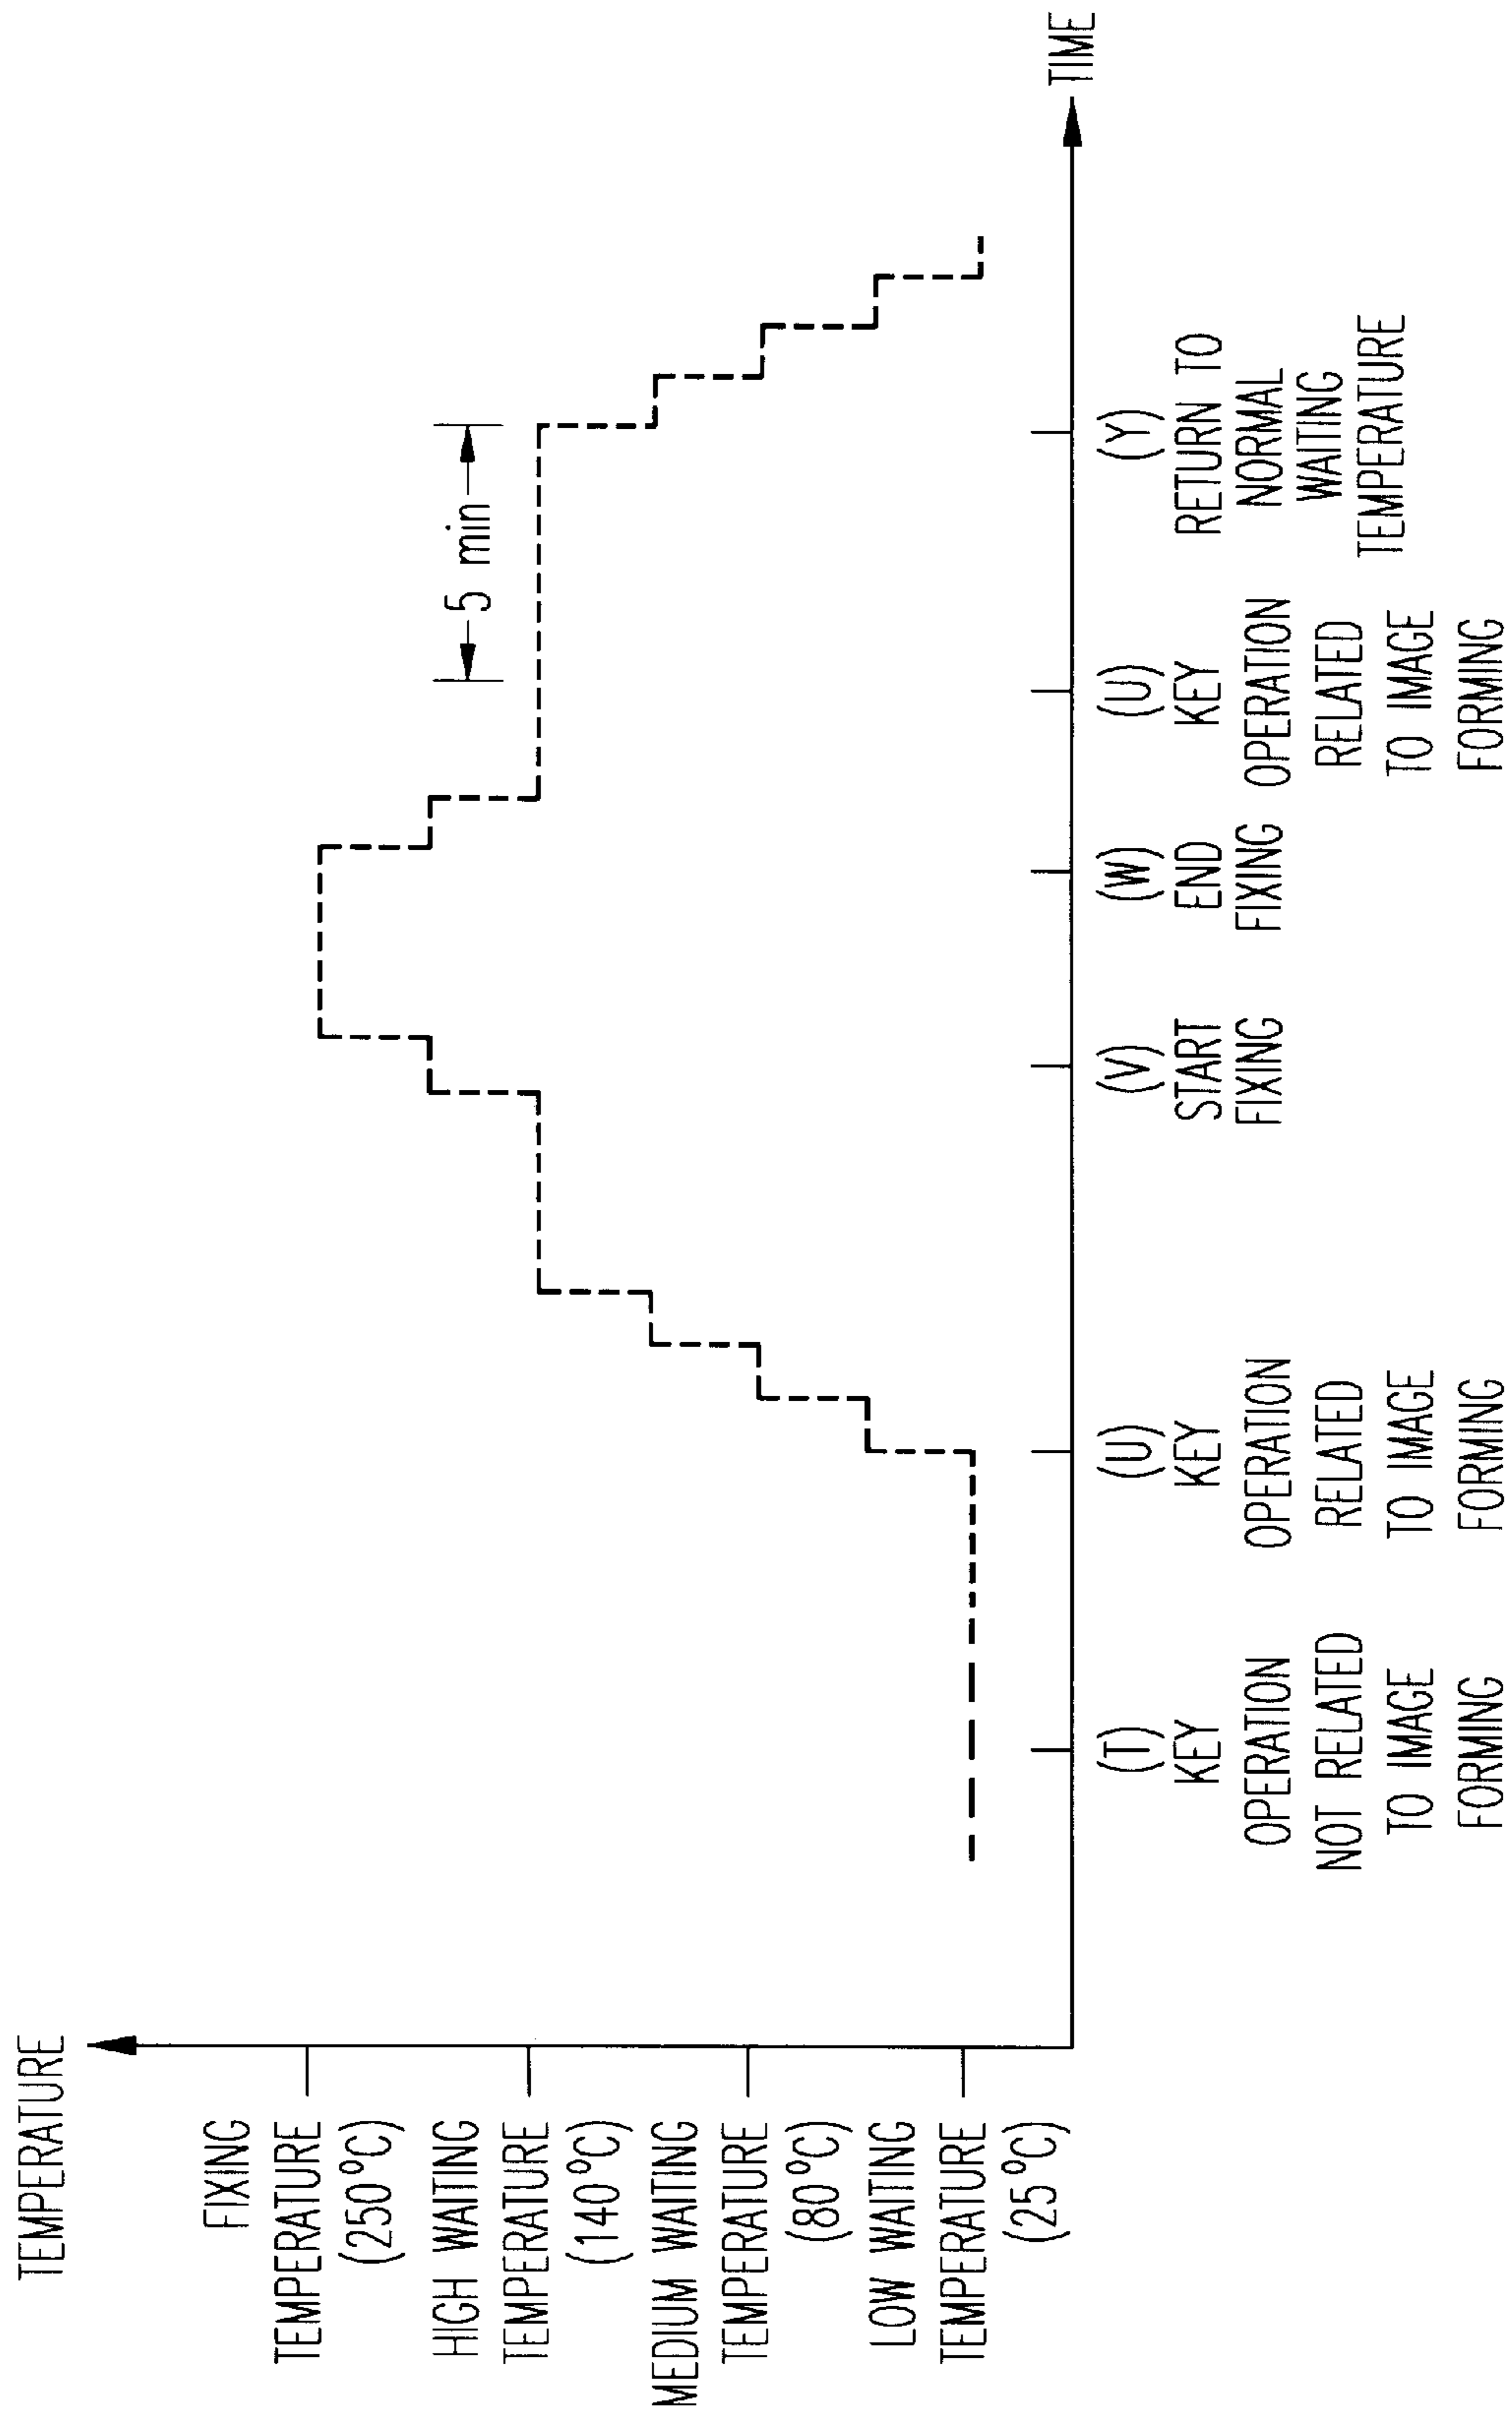 TEMPERATURE
FIXING
TEMPERATURE
(250°C)
HIGH WAITING
TEMPERATURE
(140°C)
MEDIUM WAITING
TEMPERATURE
(80°C)
LOW WAITING
TEMPERATURE
(25°C)
5 min
TIME
(T)
KEY
OPERATION
NOT RELATED
TO IMAGE
FORMING
(U)
KEY
OPERATION
RELATED
TO IMAGE
FORMING
(V)
START
FIXING
(W)
END
FIXING
(U)
KEY
OPERATION
RELATED
TO IMAGE
FORMING
(Y)
RETURN TO
NORMAL
WAITING
TEMPERATURE